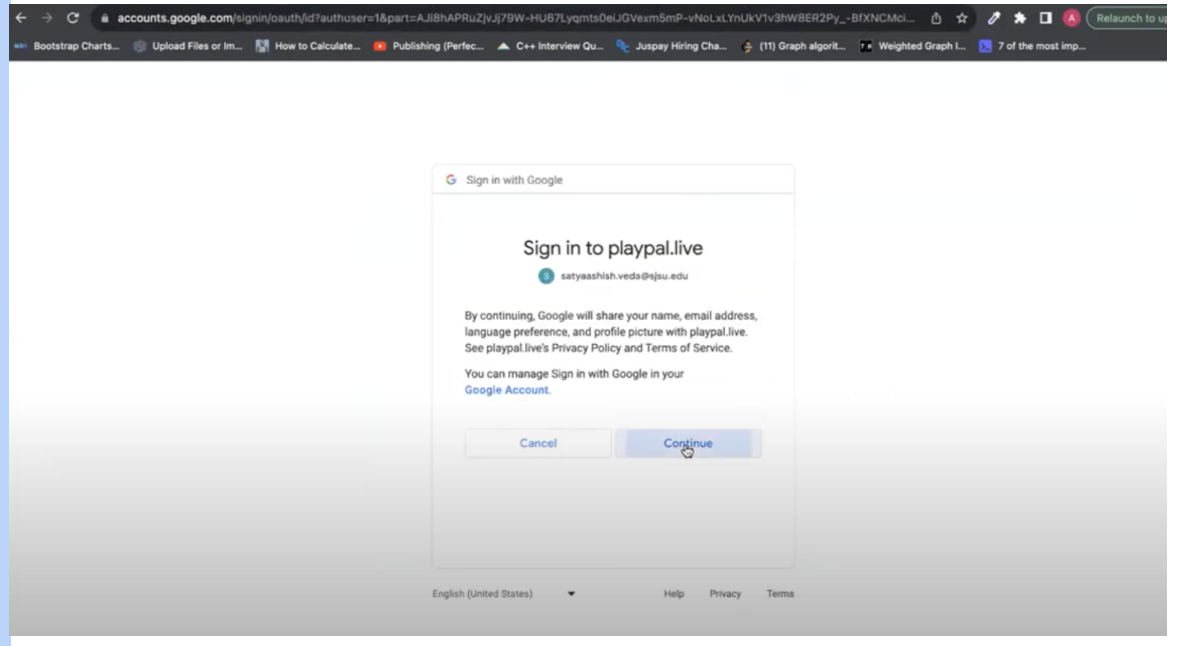 accounts.google.com/signin/oauth/id?authuser=1&part=AJi8hAPRuZjvJj79W-HU67Lyqmts0eiJGVexm5mP-vNoLxLYnUkV1v3hW8ER2Py_-BfXNCMci...
Relaunch to up
Bootstrap Charts... Upload Files or Im... How to Calculate... Publishing (Perfec... C++ Interview Qu... Juspay Hiring Cha... (11) Graph algorit... Weighted Graph I... 7 of the most imp...
Sign in with Google
Sign in to playpal.live
S satyaashish.veda@sjsu.edu
By continuing, Google will share your name, email address,
language preference, and profile picture with playpal.live.
See playpal.live's Privacy Policy and Terms of Service.
You can manage Sign in with Google in your
Google Account.
Cancel Continue
English (United States) Help Privacy Terms